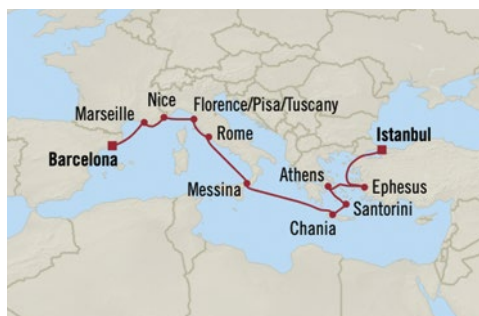 Nice
Florence/Pisa/Tuscany
Marseille
Rome
Barcelona
Istanbul
Athens
Ephesus
Messina
Santorini
Chania